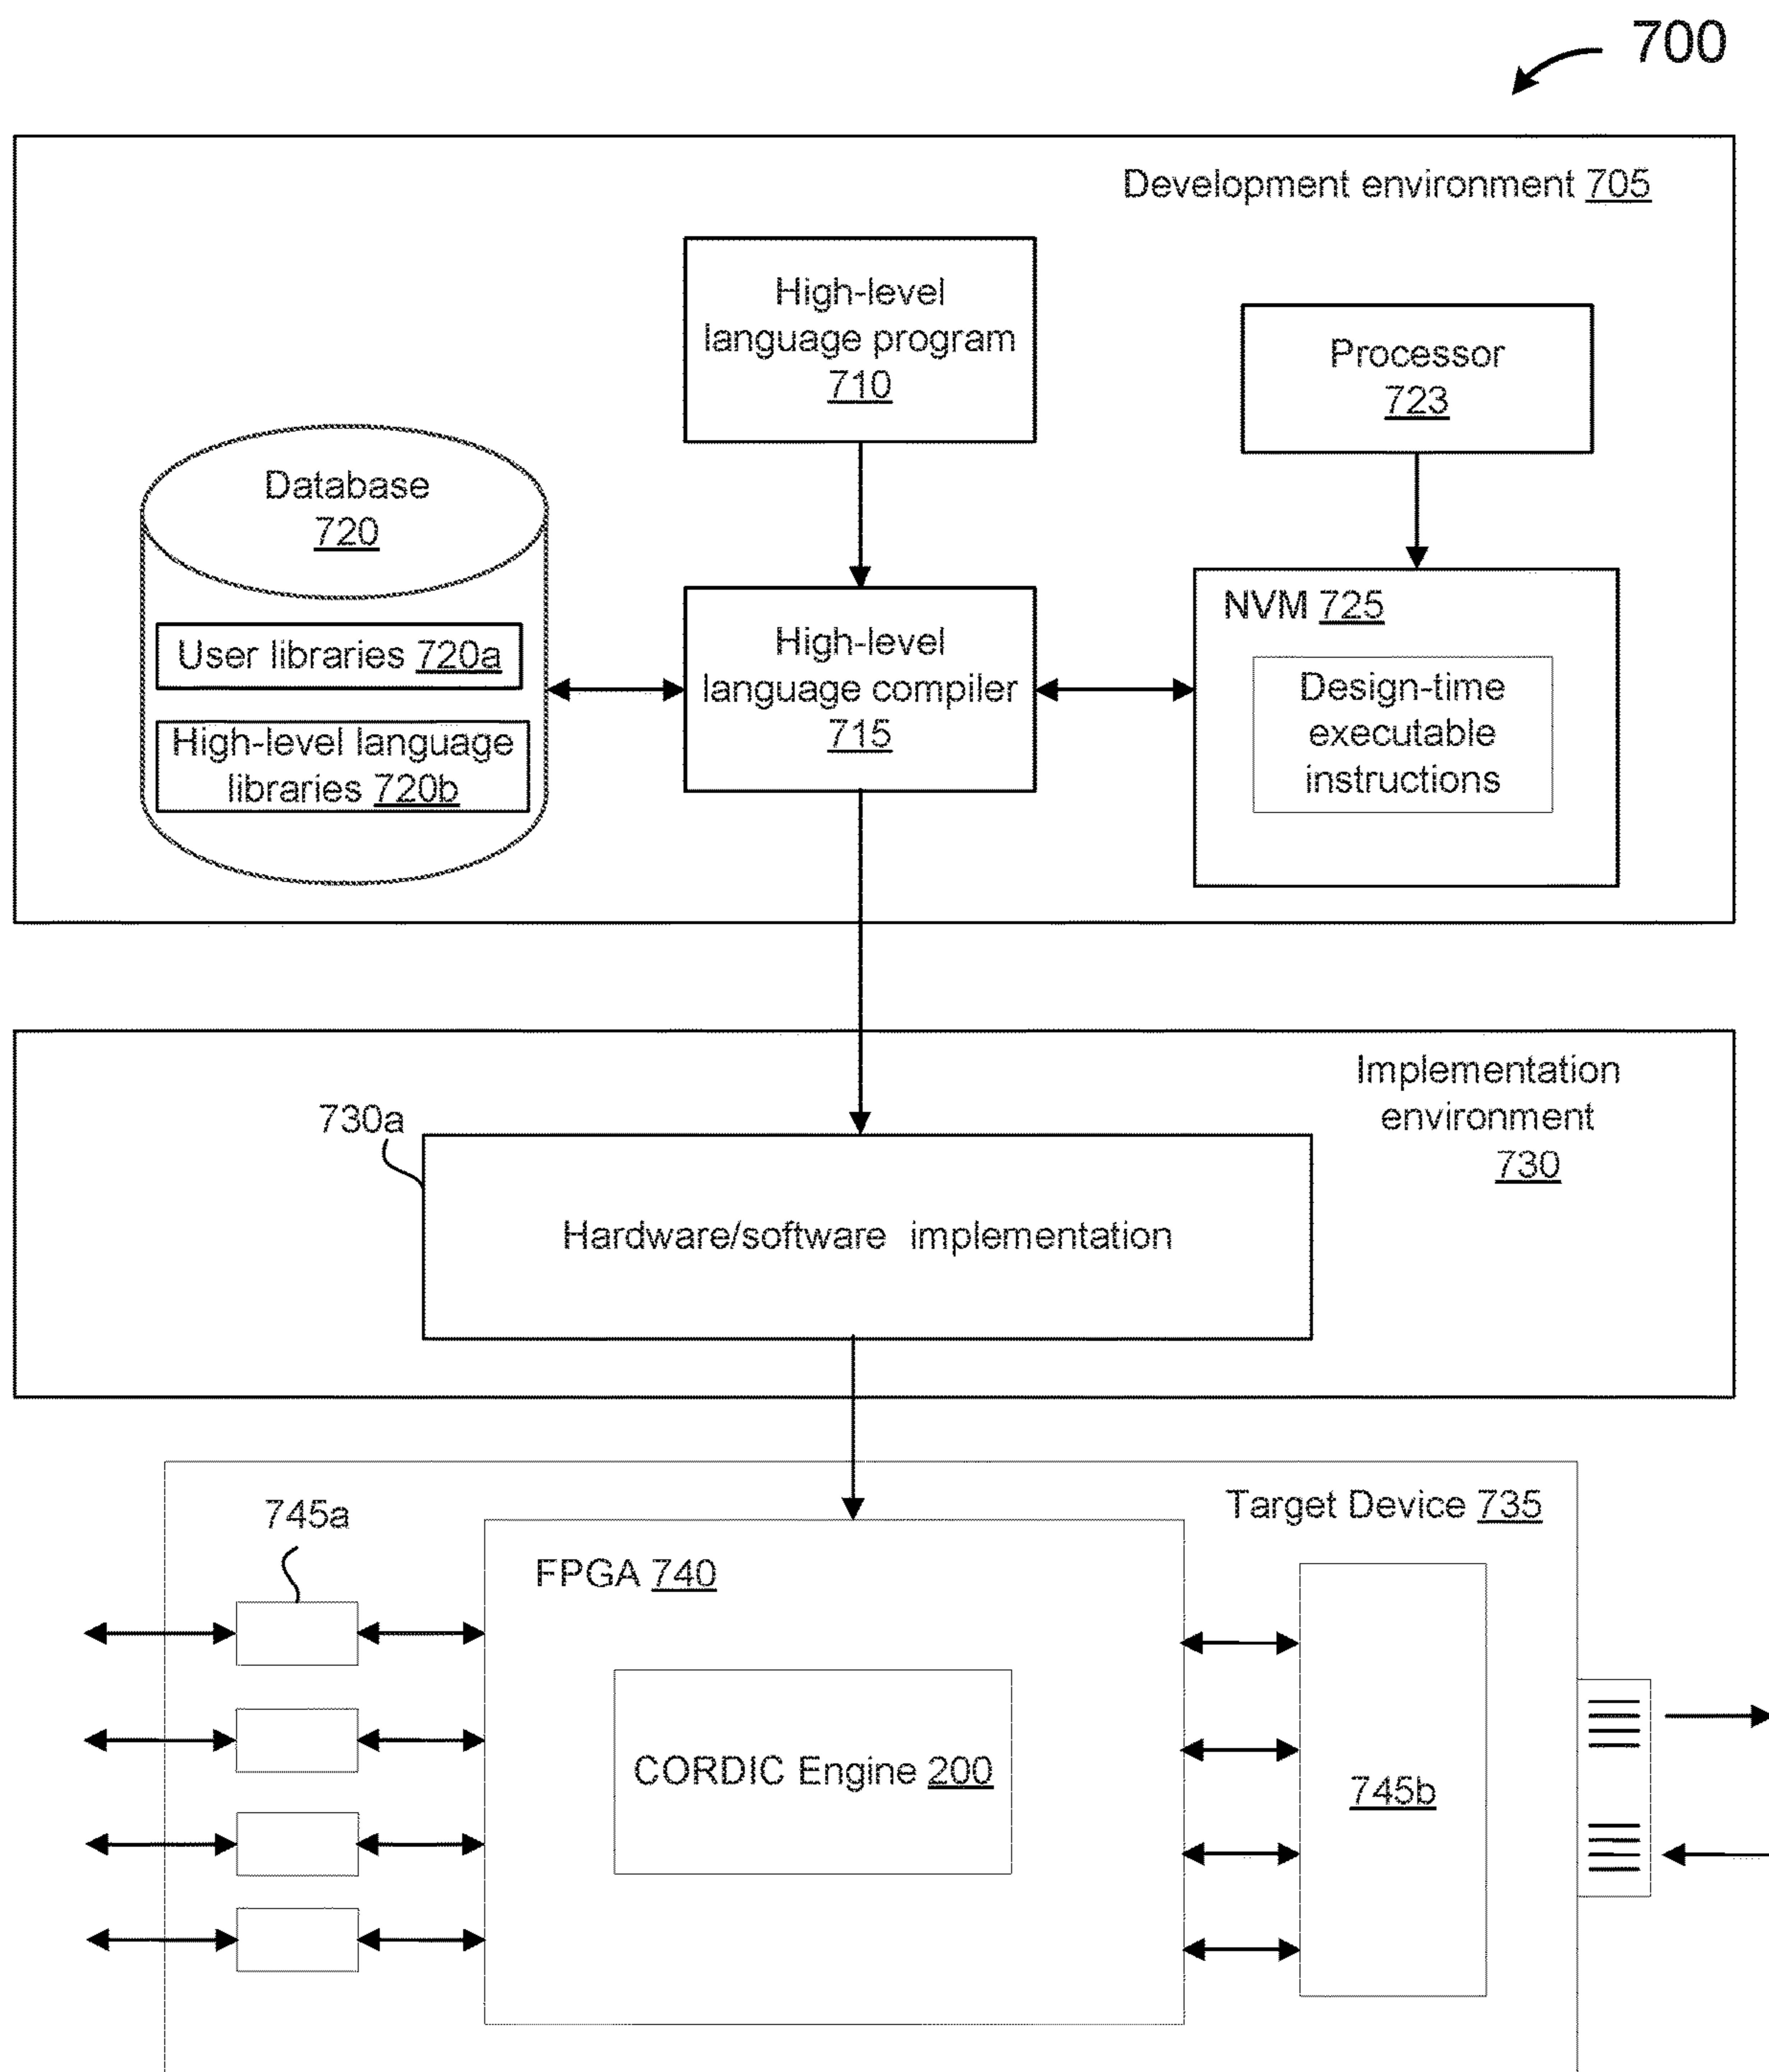 700
Development environment 705
High-level
language program
710
Processor
723
Database
720
User libraries 720a
High-level language
libraries 720b
High-level
language compiler
715
NVM 725
Design-time
executable
instructions
Implementation
environment
730
730a
Hardware/software implementation
Target Device 735
745a
FPGA 740
CORDIC Engine 200
745b